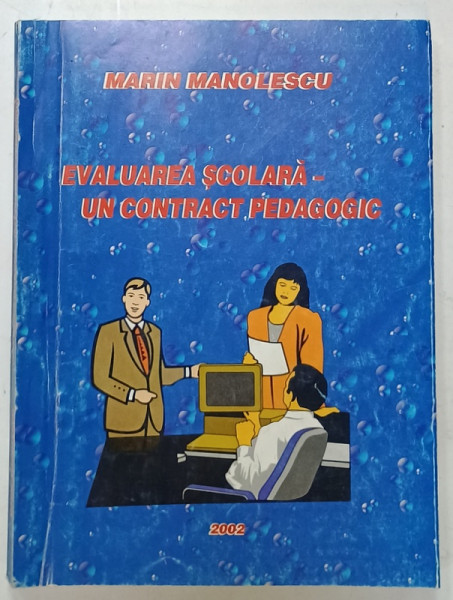 MARIN MANOLESCU
EVALUAREA ȘCOLARĂ -
UN CONTRACT PEDAGOGIC
2002